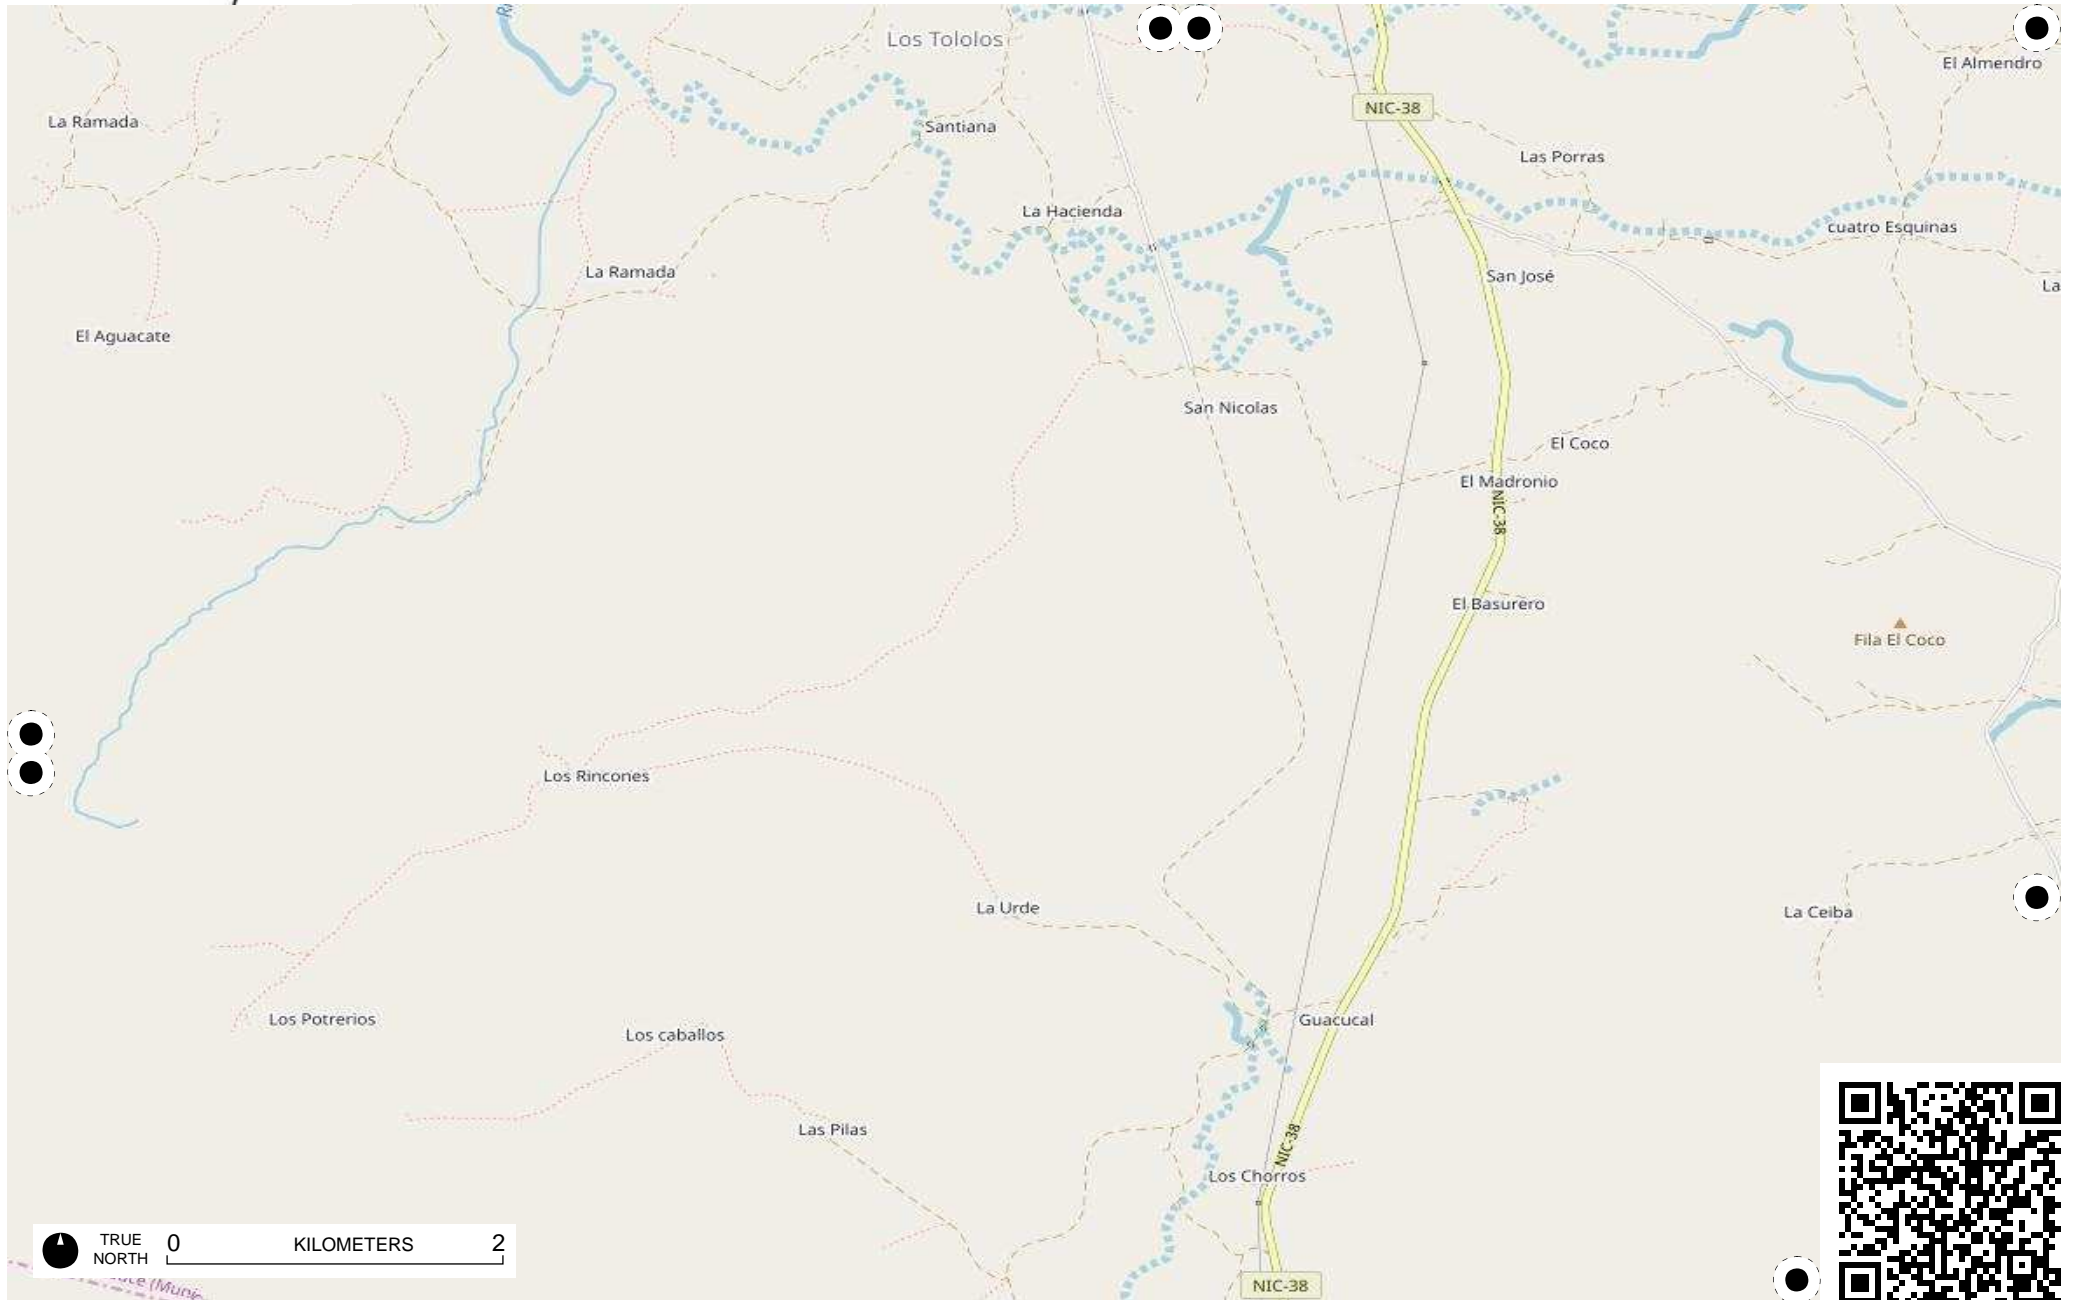 Los Tololos
El Almendro
NIC-38
La Ramada
Santiana
Las Porras
La Hacienda
cuatro Esquinas
La Ramada
San José
La
El Aguacate
San Nicolas
El Coco
El Madronio
NIC-38
El Basurero
Fila El Coco
Los Rincones
La Urde
La Ceiba
Los Potrerios
Guacucal
Los caballos
Las Pilas
NIC-38
Los Chorros
TRUE
NORTH
0 KILOMETERS 2
(Munic
NIC-38